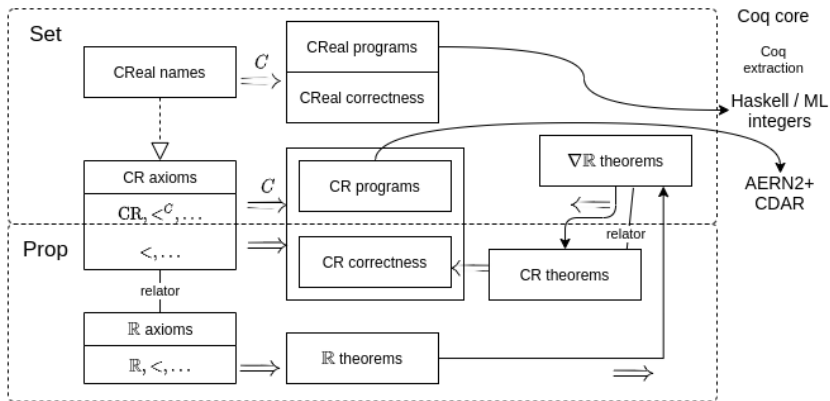 Set
Coq core
CReal names
C
CReal programs
CReal correctness
Coq
extraction
Haskell / ML
integers
CR axioms
CR, <ᶜ, …
<, …
C
CR programs
∇ℝ theorems
AERN2+
CDAR
Prop
CR correctness
relator
CR theorems
relator
ℝ axioms
ℝ, <, …
ℝ theorems